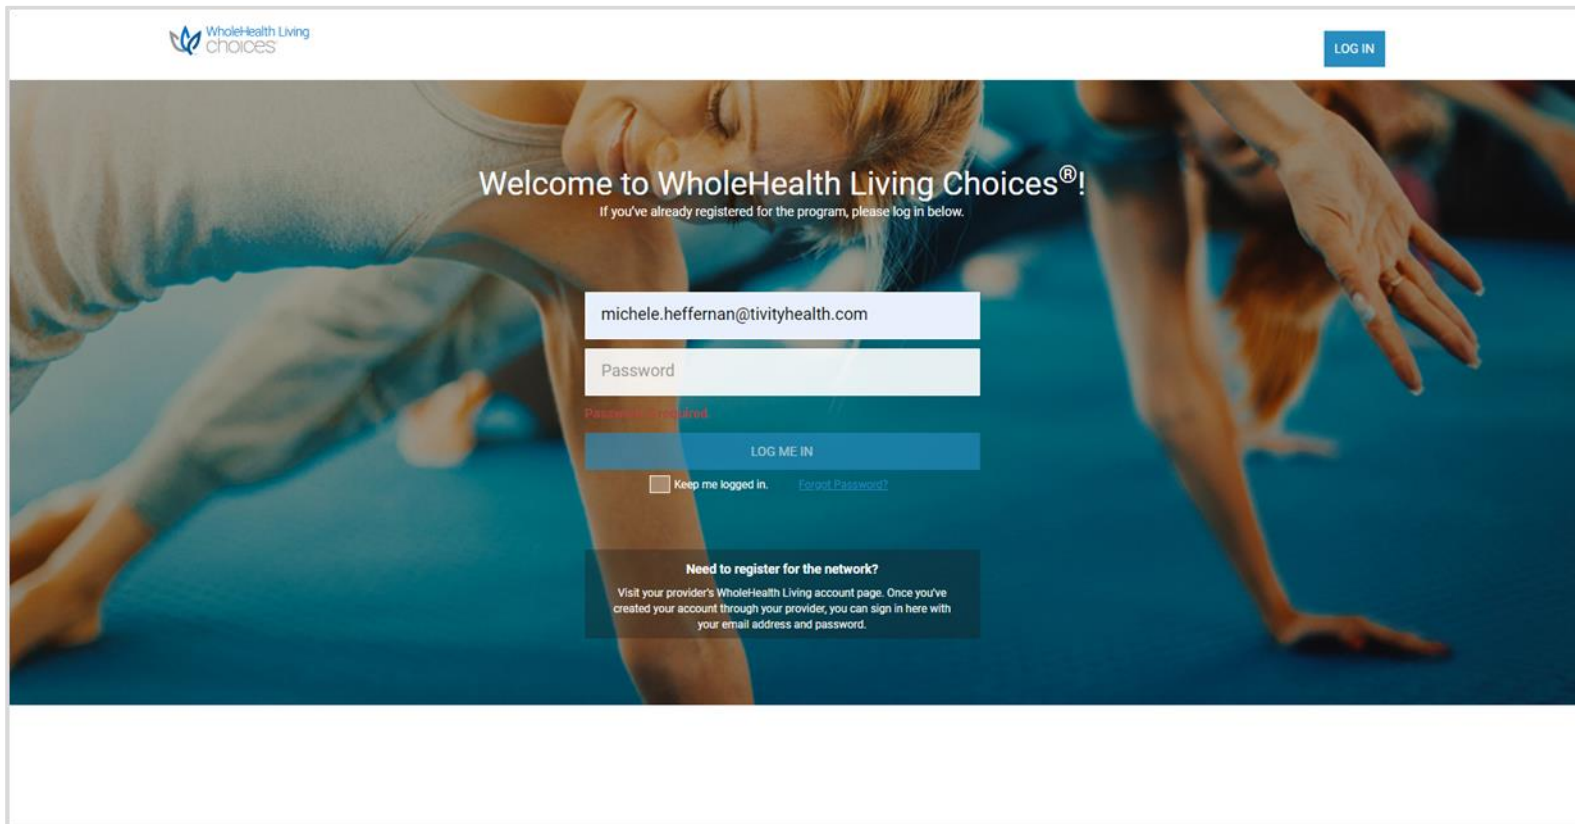 WholeHealth Living
choices
LOG IN
Welcome to WholeHealth Living Choices®!
If you've already registered for the program, please log in below.
michele.heffernan@tivityhealth.com
Password
Password is required.
LOG ME IN
Keep me logged in. Forgot Password?
Need to register for the network?
Visit your provider's WholeHealth Living account page. Once you've
created your account through your provider, you can sign in here with
your email address and password.